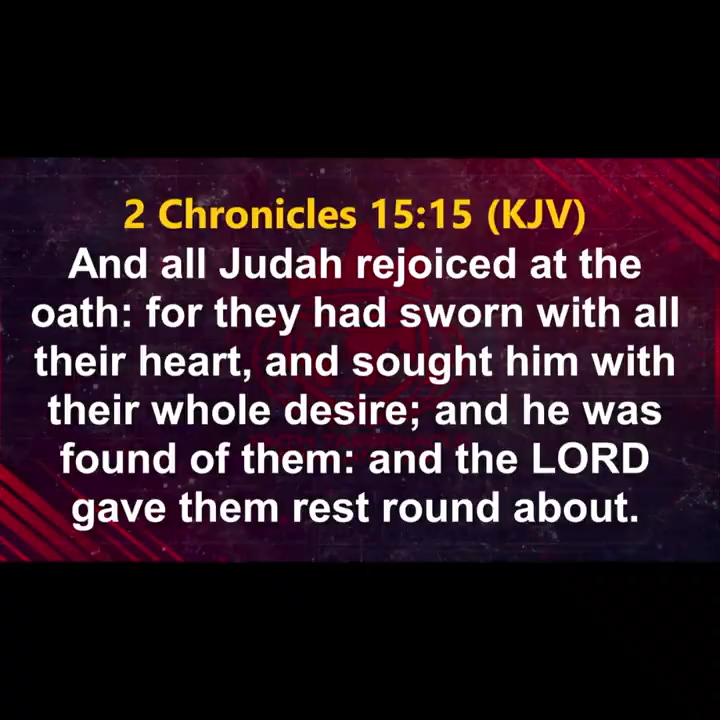 2 Chronicles 15:15 (KJV)
And all Judah rejoiced at the
oath: for they had sworn with all
their heart, and sought him with
their whole desire; and he was
found of them: and the LORD
gave them rest round about.